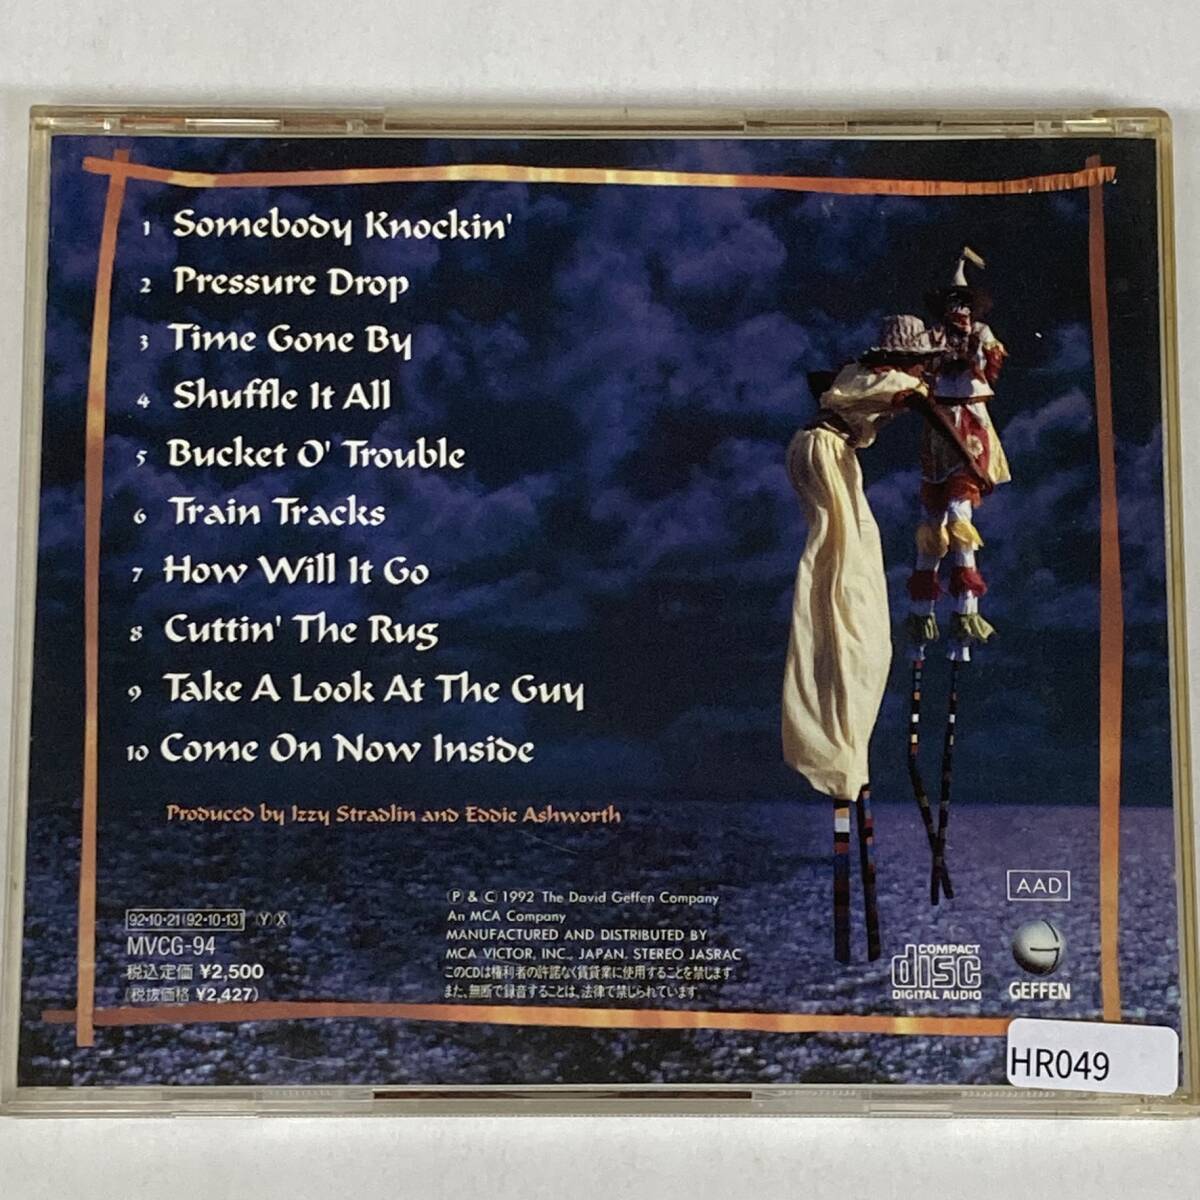 1 Somebody Knockin'
2 Pressure Drop
3 Time Gone By
4 Shuffle It All
5 Bucket O' Trouble
6 Train Tracks
7 How Will It Go
8 Cuttin' The Rug
9 Take A Look At The Guy
10 Come On Now Inside
Produced by Izzy Stradlin and Eddie Ashworth
92·10·21(92·10·13) Ⓨ Ⓧ
MVCG-94
税込定価 ¥2,500
(税抜価格 ¥2,427)
Ⓟ & Ⓒ 1992 The David Geffen Company
An MCA Company
MANUFACTURED AND DISTRIBUTED BY
MCA VICTOR, INC., JAPAN. STEREO JASRAC
このCDは権利者の許諾なく賃貸業に使用することを禁じます
また、無断で録音することは、法律で禁じられています
AAD
COMPACT
disc
DIGITAL AUDIO
GEFFEN
HR049